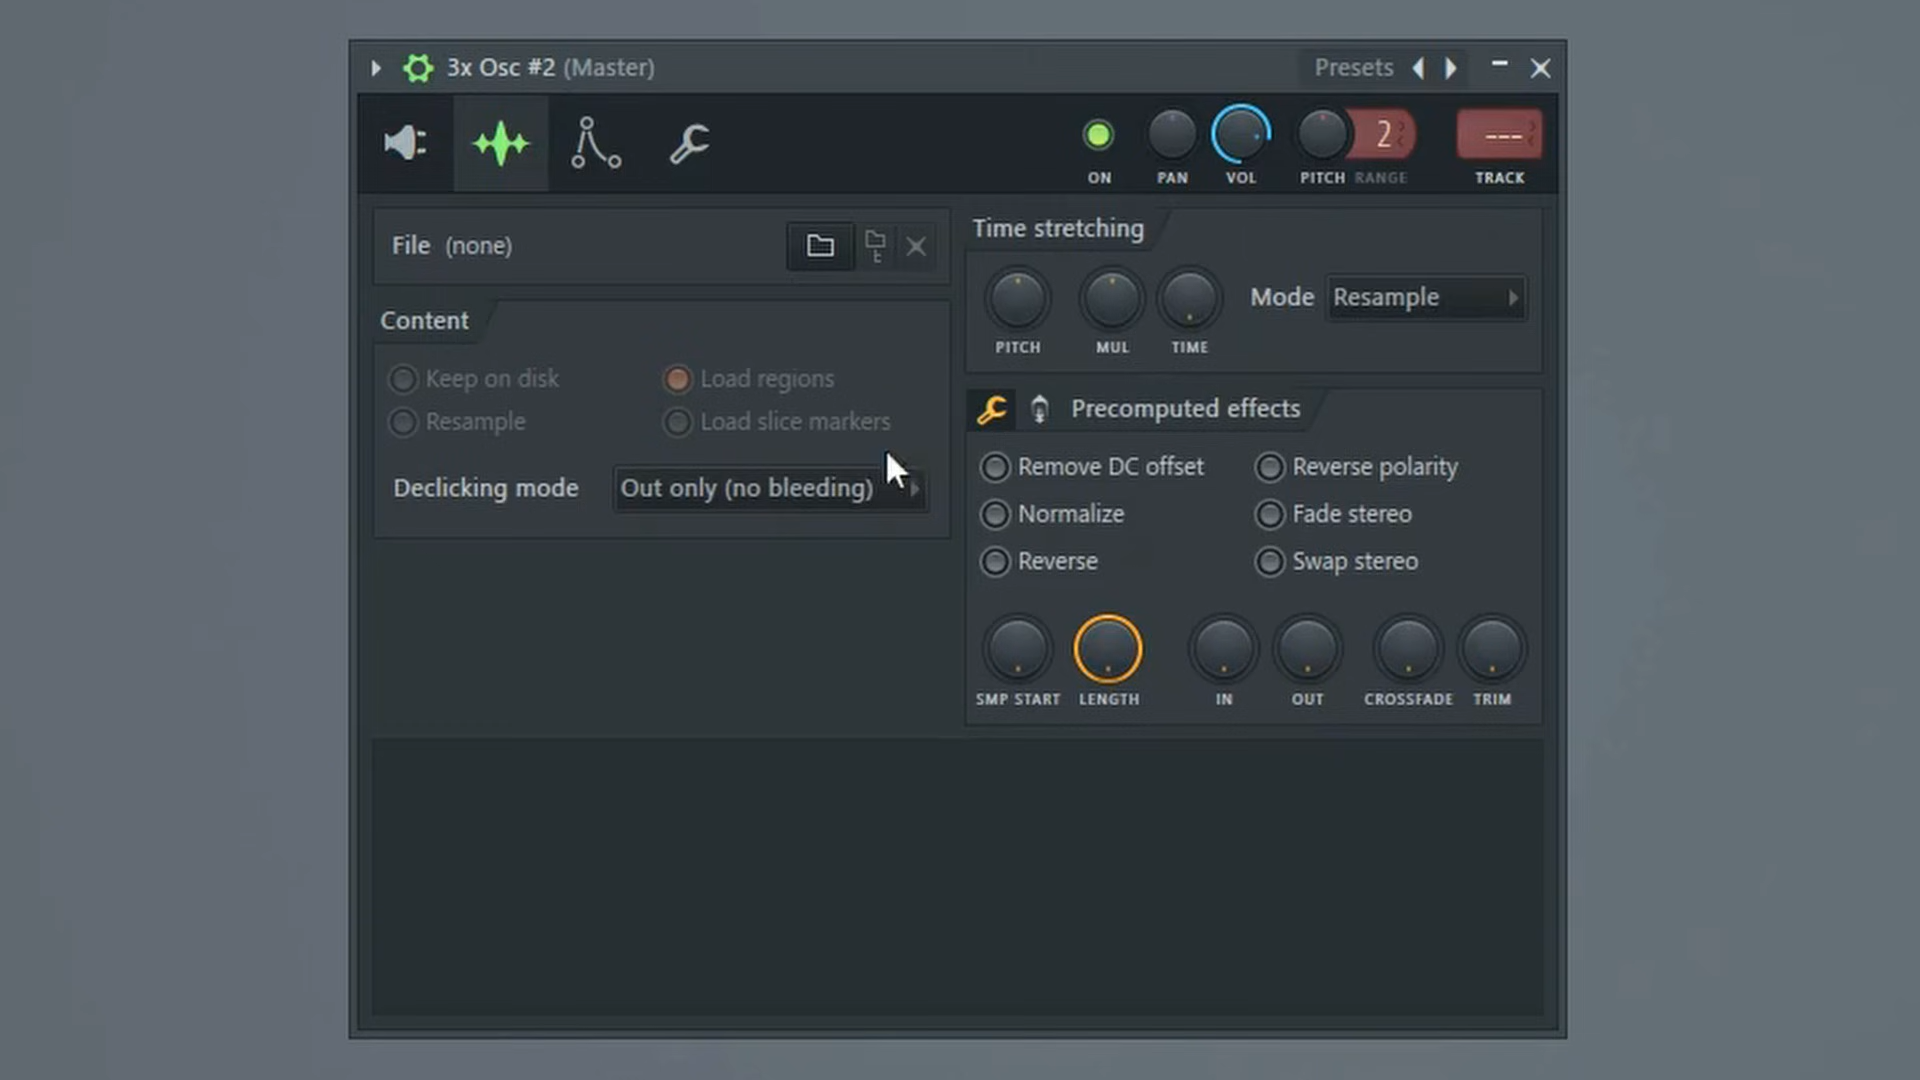 3x Osc #2 (Master)
Presets
ON
PAN
VOL
PITCH
RANGE
2
TRACK
---
File (none)
Content
Keep on disk
Load regions
Resample
Load slice markers
Declicking mode
Out only (no bleeding)
Time stretching
PITCH
MUL
TIME
Mode
Resample
Precomputed effects
Remove DC offset
Reverse polarity
Normalize
Fade stereo
Reverse
Swap stereo
SMP START
LENGTH
IN
OUT
CROSSFADE
TRIM